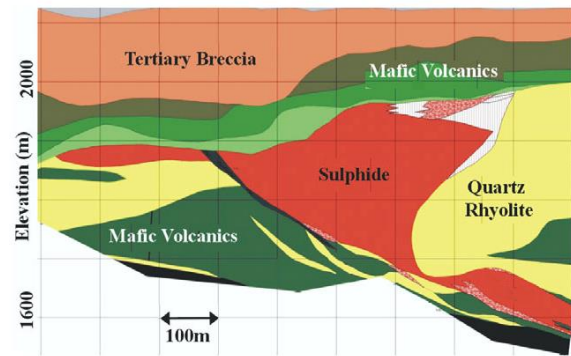 Tertiary Breccia
Mafic Volcanics
2000
Elevation (m)
Sulphide
Quartz
Rhyolite
Mafic Volcanics
1600
100m